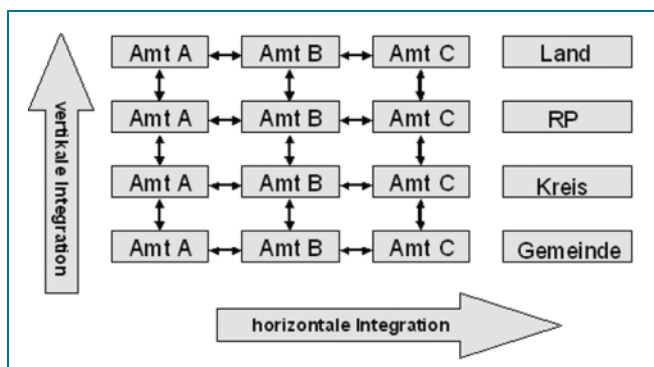 Amt A Amt B Amt C Land
Amt A Amt B Amt C RP
Amt A Amt B Amt C Kreis
Amt A Amt B Amt C Gemeinde
vertikale Integration
horizontale Integration